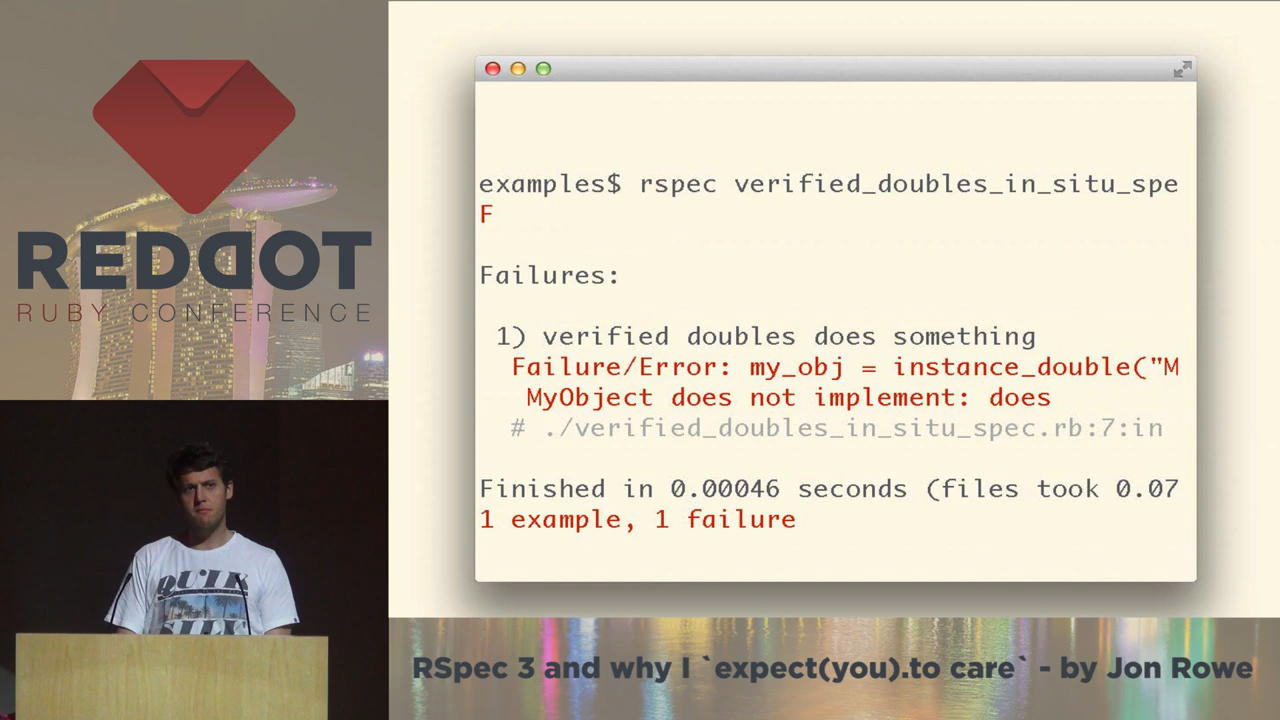 REDDOT
RUBY CONFERENCE
examples$ rspec verified_doubles_in_situ_spe
F
Failures:
1) verified doubles does something
Failure/Error: my_obj = instance_double("M
MyObject does not implement: does
# ./verified_doubles_in_situ_spec.rb:7:in
Finished in 0.00046 seconds (files took 0.07
1 example, 1 failure
QUIK
RSpec 3 and why I `expect(you).to care` - by Jon Rowe